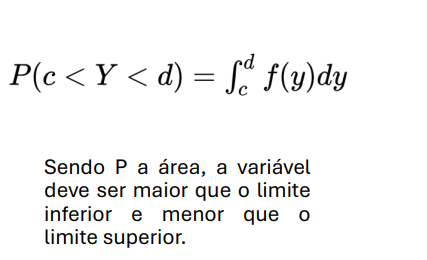 P(c < Y < d) = ∫_c^d f(y)dy
Sendo P a área, a variável
deve ser maior que o limite
inferior e menor que o
limite superior.